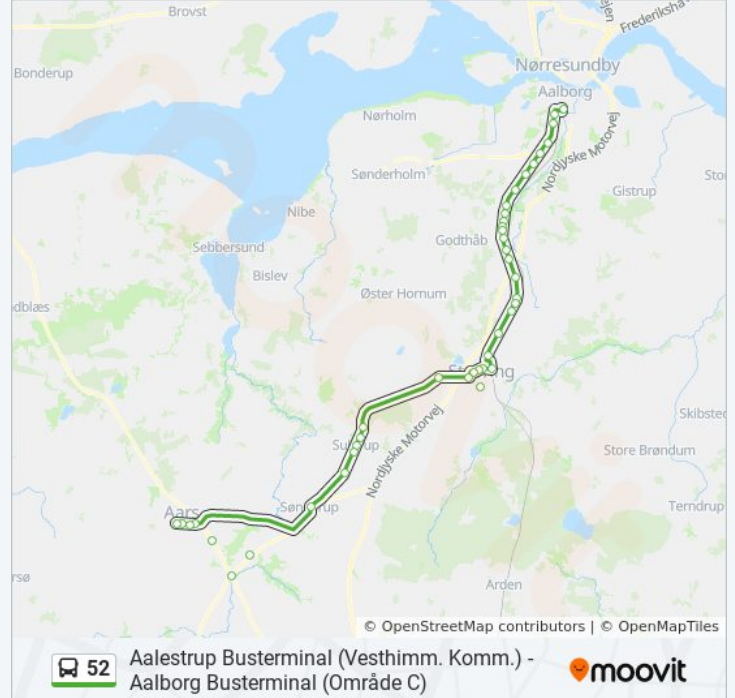 Brovst
Frederiksha
Bonderup
Nørresundby
Aalborg
Nørholm
Nordjyske Motorvej
Sønderholm
Gistrup
Nibe
Sebbersund
Godthåb
Bislev
Øster Hornum
Skibsted
Nordjyske Motorvej
Store Brøndum
Aars
Terndrup
Arden
© OpenStreetMap contributors | © OpenMapTiles
52
Aalestrup Busterminal (Vesthimm. Komm.) -
Aalborg Busterminal (Område C)
moovit